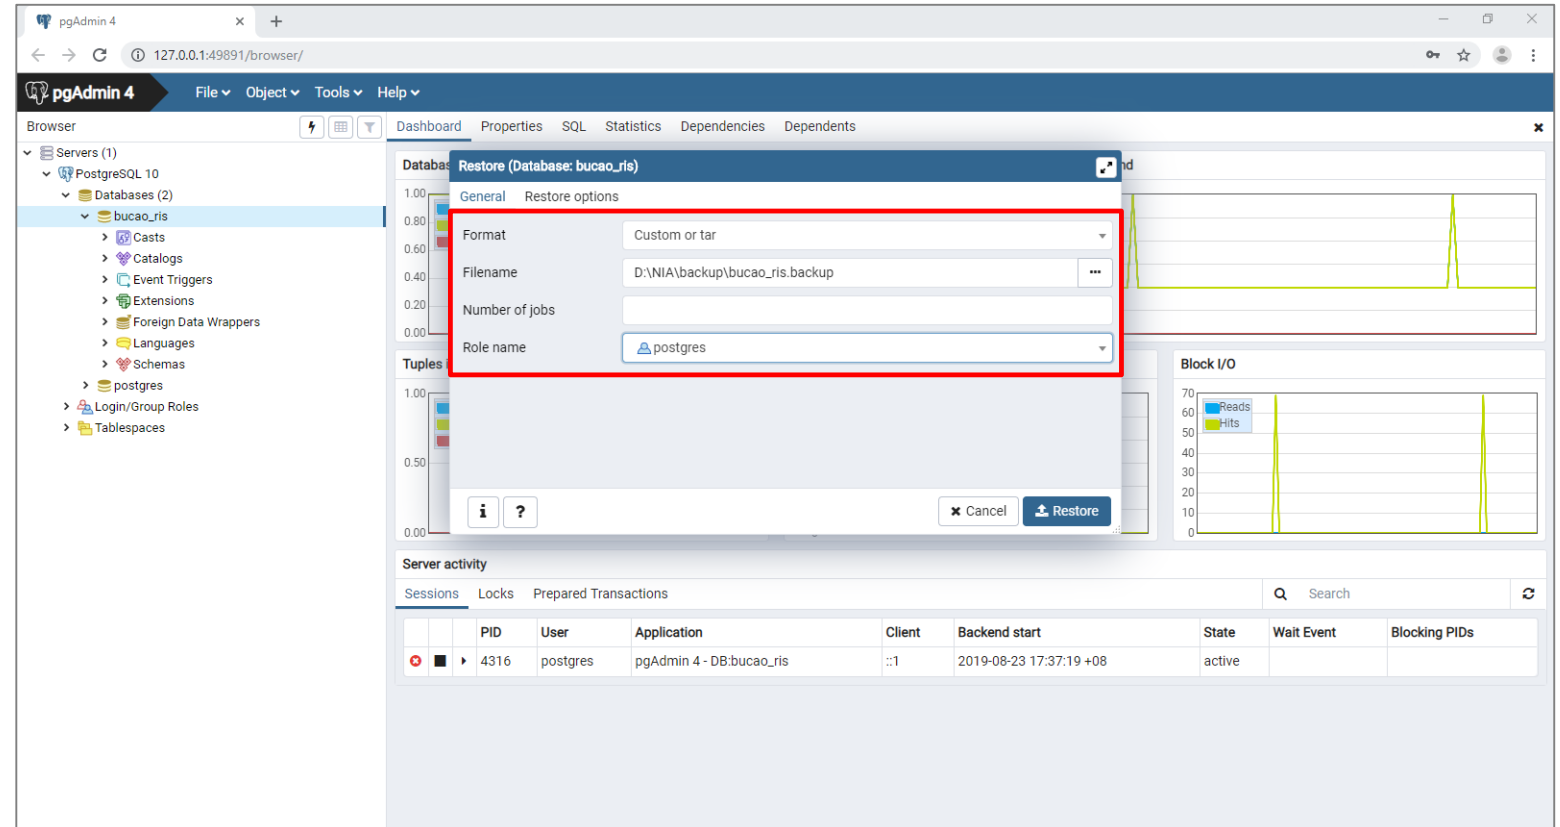 pgAdmin 4
127.0.0.1:49891/browser/
pgAdmin 4 File Object Tools Help
Browser
Dashboard Properties SQL Statistics Dependencies Dependents
Servers (1)
PostgreSQL 10
Databases (2)
bucao_ris
Casts
Catalogs
Event Triggers
Extensions
Foreign Data Wrappers
Languages
Schemas
postgres
Login/Group Roles
Tablespaces
Restore (Database: bucao_ris)
General Restore options
Format Custom or tar
Filename D:\NIA\backup\bucao_ris.backup
Number of jobs
Role name postgres
i ? Cancel Restore
1.00
0.80
0.60
0.40
0.20
0.00
1.00
0.50
0.00
Block I/O
70
60
50
40
30
20
10
0
Reads
Hits
Server activity
Sessions Locks Prepared Transactions Search
PID User Application Client Backend start State Wait Event Blocking PIDs
4316 postgres pgAdmin 4 - DB:bucao_ris ::1 2019-08-23 17:37:19 +08 active